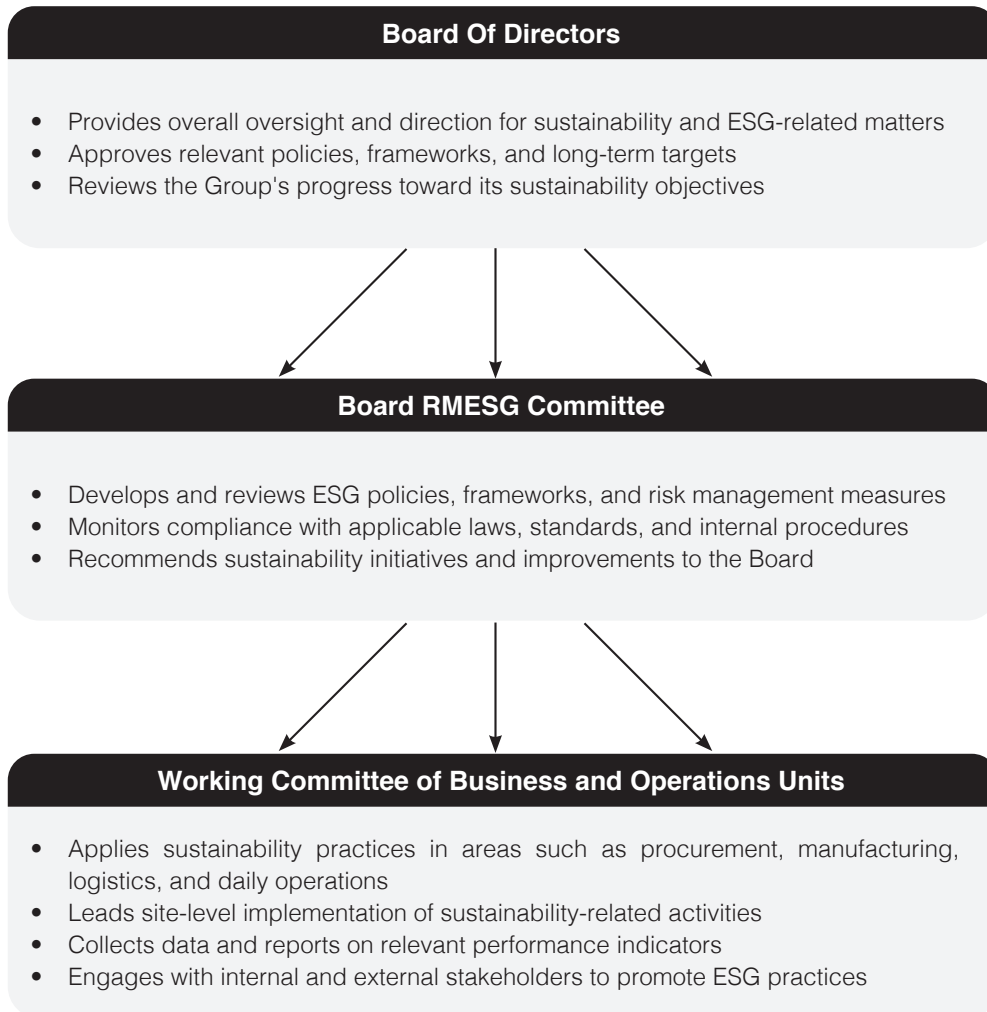 Board Of Directors
• Provides overall oversight and direction for sustainability and ESG-related matters
• Approves relevant policies, frameworks, and long-term targets
• Reviews the Group's progress toward its sustainability objectives
Board RMESG Committee
• Develops and reviews ESG policies, frameworks, and risk management measures
• Monitors compliance with applicable laws, standards, and internal procedures
• Recommends sustainability initiatives and improvements to the Board
Working Committee of Business and Operations Units
• Applies sustainability practices in areas such as procurement, manufacturing,
logistics, and daily operations
• Leads site-level implementation of sustainability-related activities
• Collects data and reports on relevant performance indicators
• Engages with internal and external stakeholders to promote ESG practices